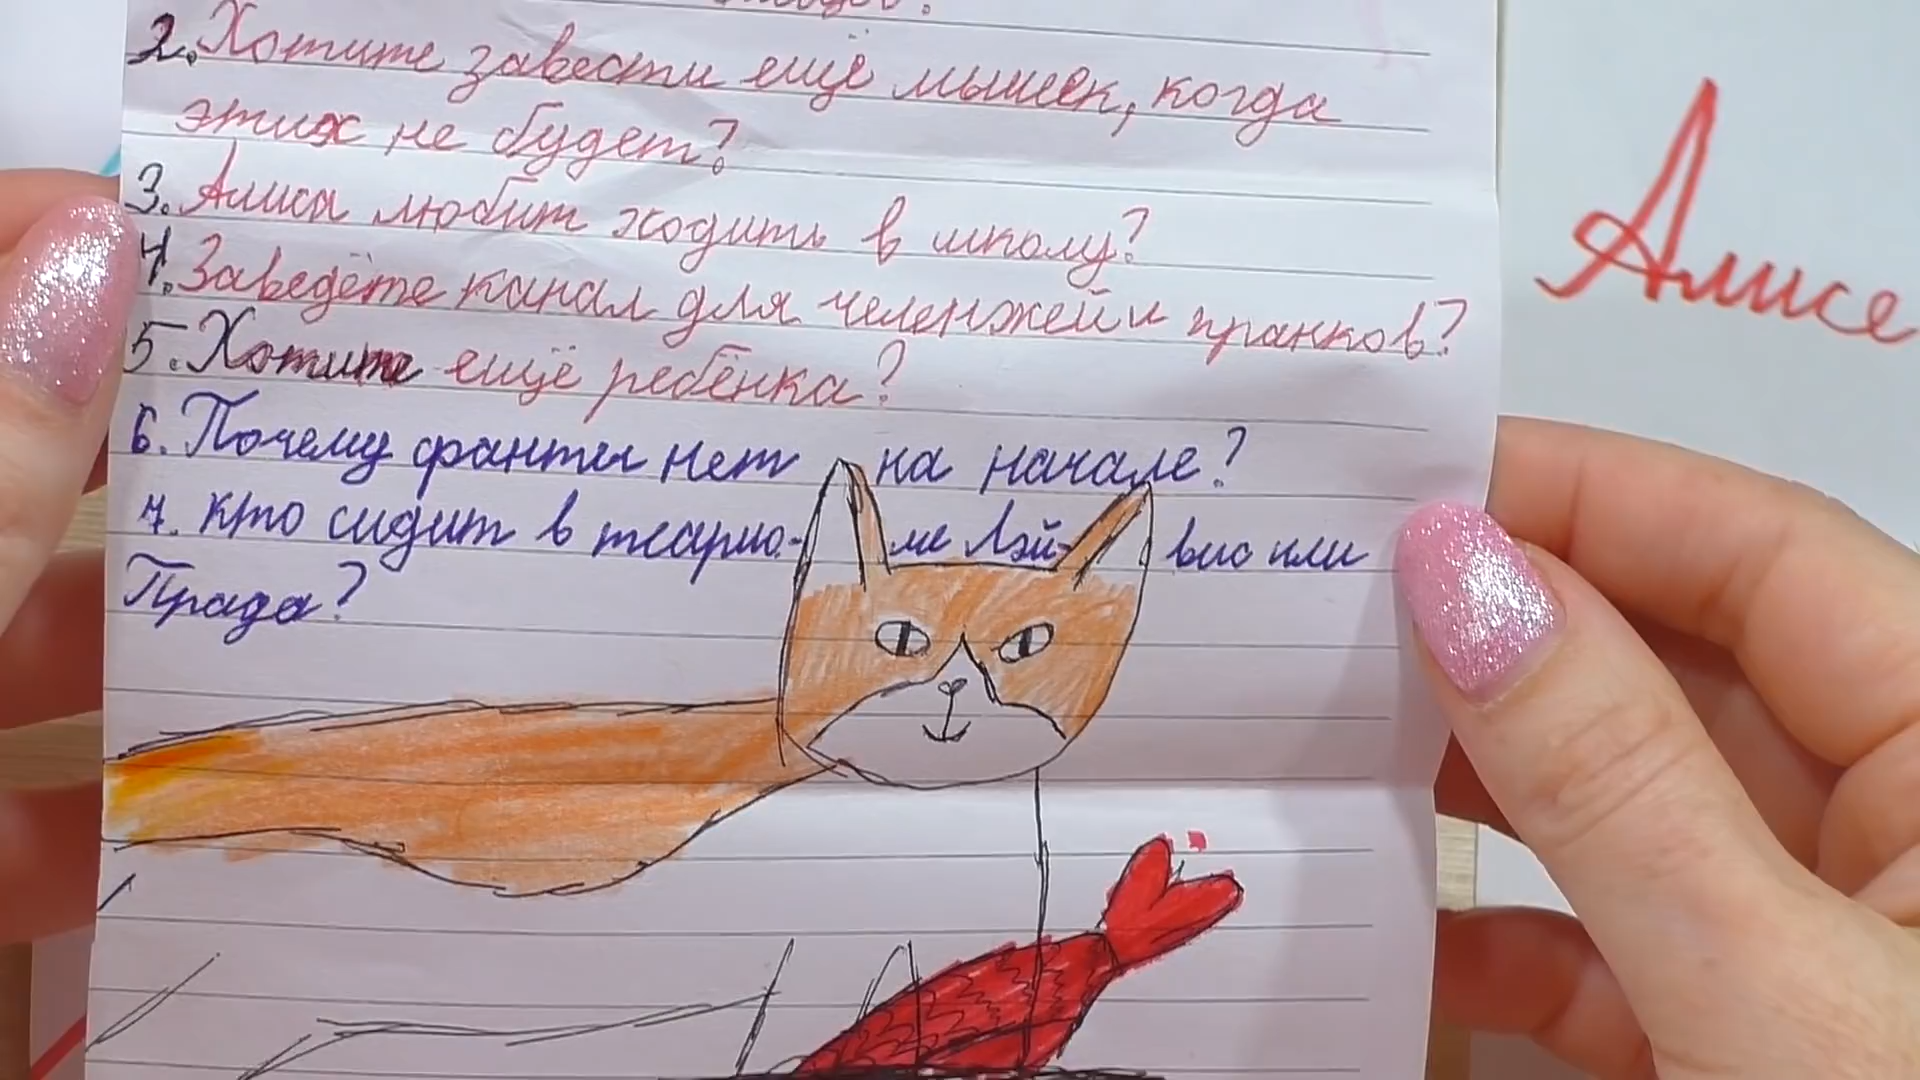 2. Хотите завести ещё мышек, когда
этих не будет?
3. Алиса любит ходить в школу?
4. Заведёте канал для челенжей и пранков?
5. Хотите ещё ребёнка?
6. Почему фанты нет на начале?
7. кто сидит в теарио-ме Лэй-вио или
Прада?
Алисе